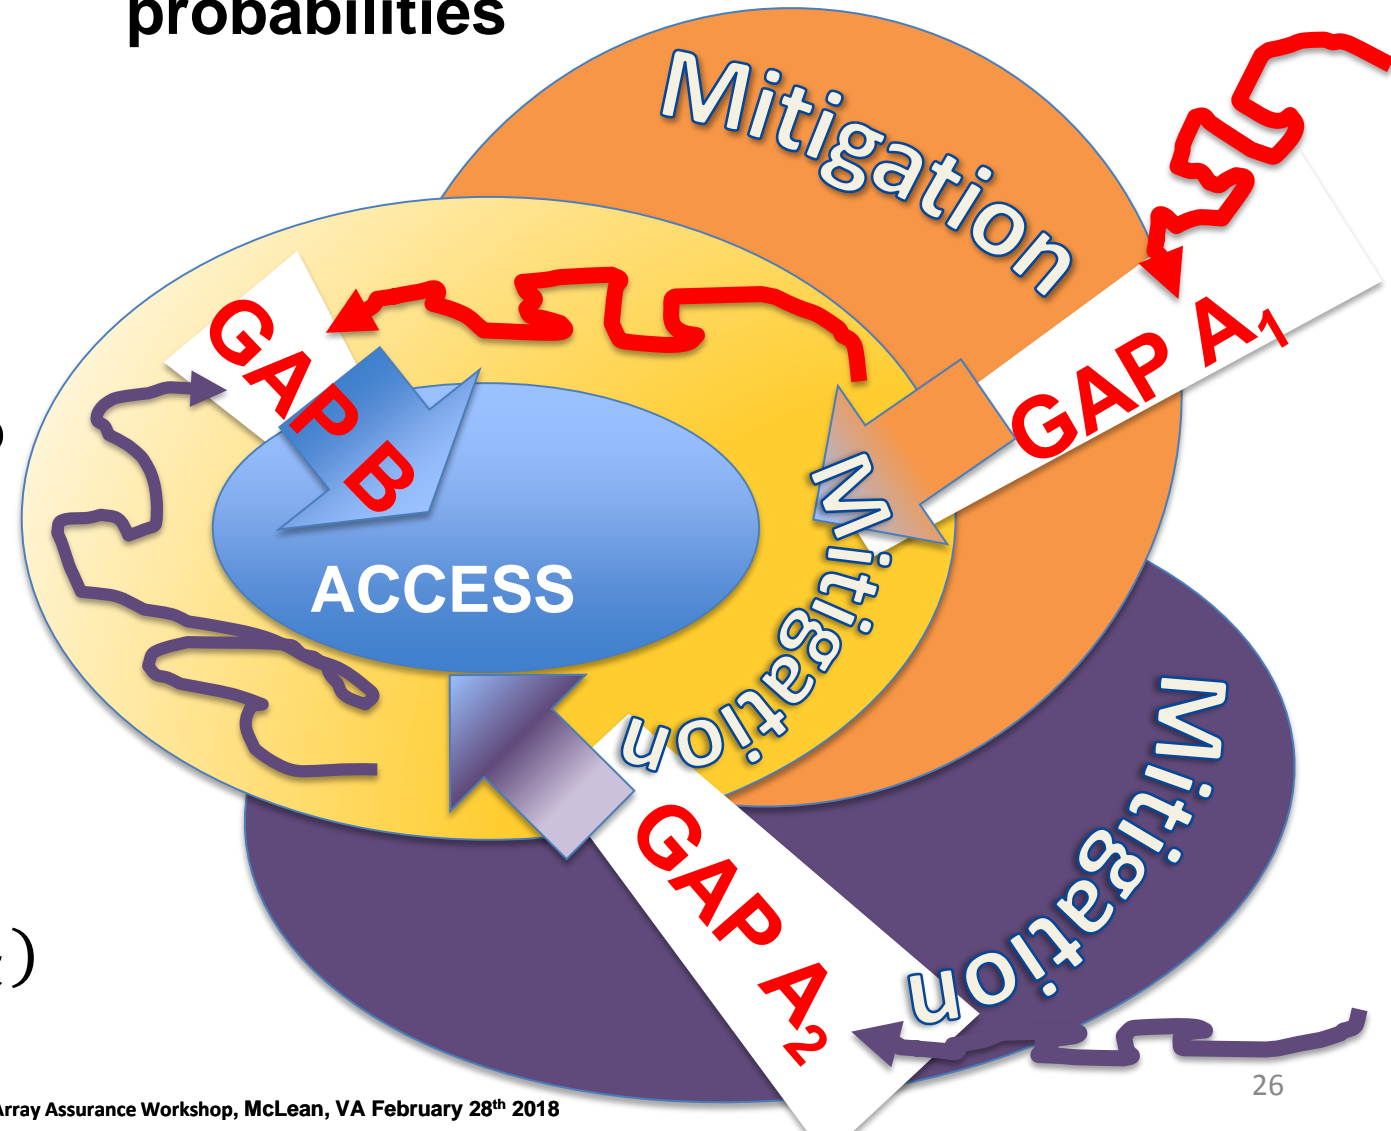 probabilities
Mitigation
GAP A1
GAP B
Mitigation
ACCESS
Mitigation
GAP A2
)
Array Assurance Workshop, McLean, VA February 28th 2018
26